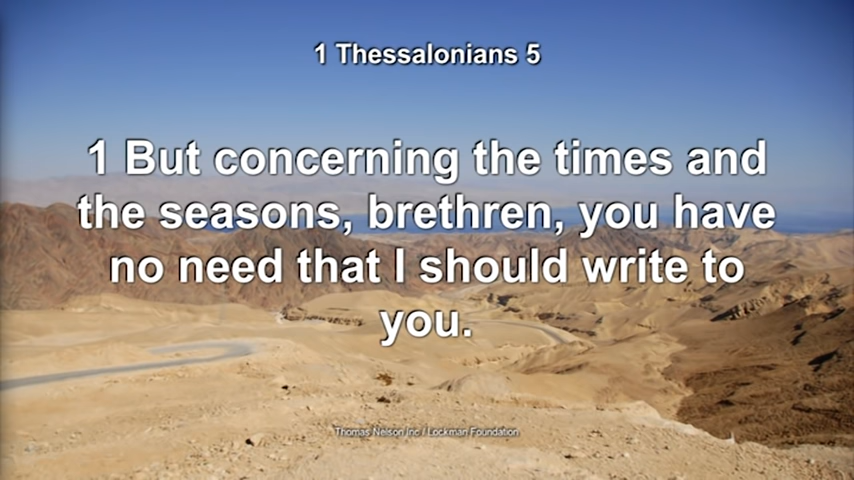 1 Thessalonians 5
1 But concerning the times and
the seasons, brethren, you have
no need that I should write to
you.
Thomas Nelson Inc / Lockman Foundation